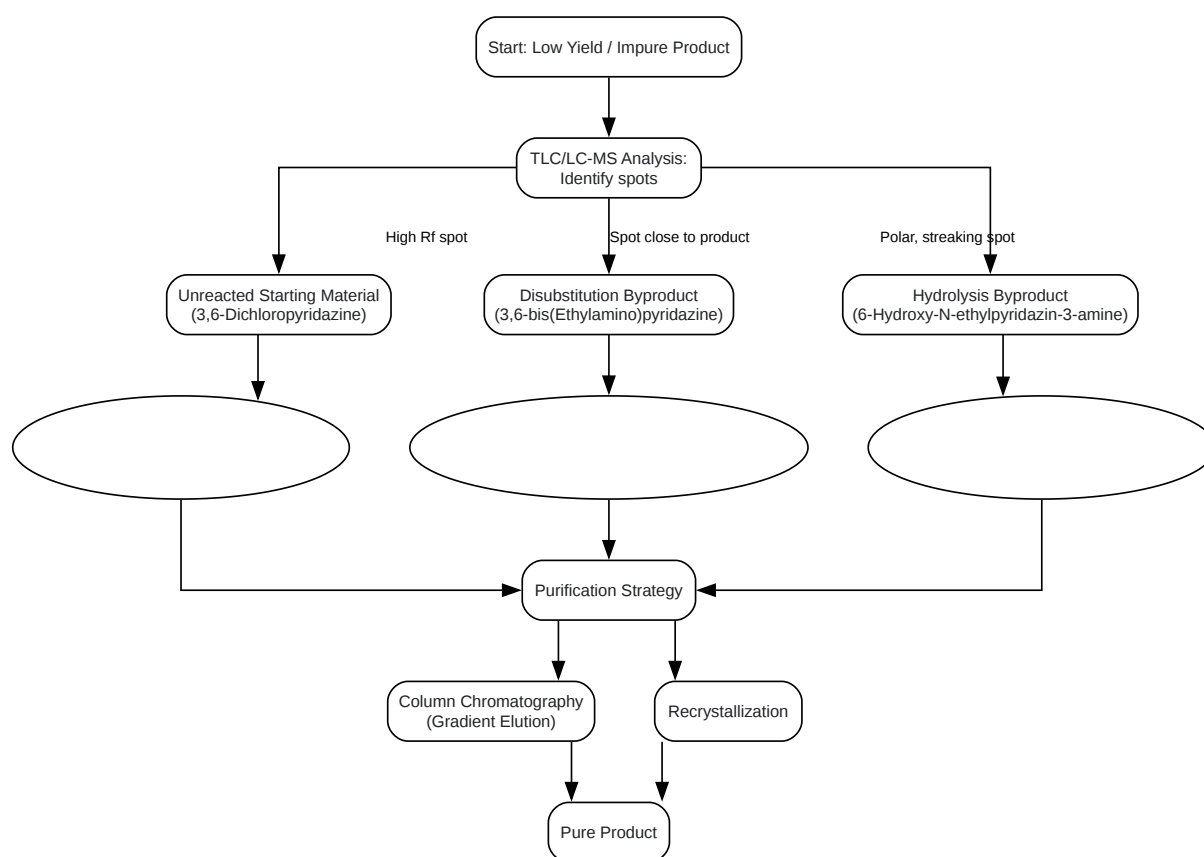 Start: Low Yield / Impure Product
TLC/LC-MS Analysis:
Identify spots
High Rf spot
Spot close to product
Polar, streaking spot
Unreacted Starting Material
(3,6-Dichloropyridazine)
Disubstitution Byproduct
(3,6-bis(Ethylamino)pyridazine)
Hydrolysis Byproduct
(6-Hydroxy-N-ethylpyridazin-3-amine)
Purification Strategy
Column Chromatography
(Gradient Elution)
Recrystallization
Pure Product